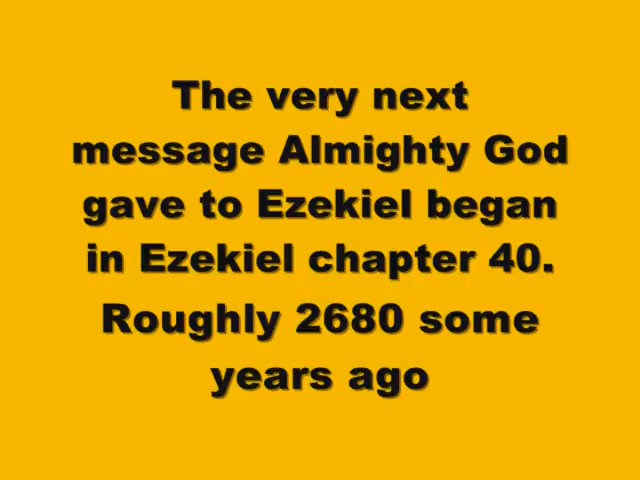 The very next
message Almighty God
gave to Ezekiel began
in Ezekiel chapter 40.
Roughly 2680 some
years ago